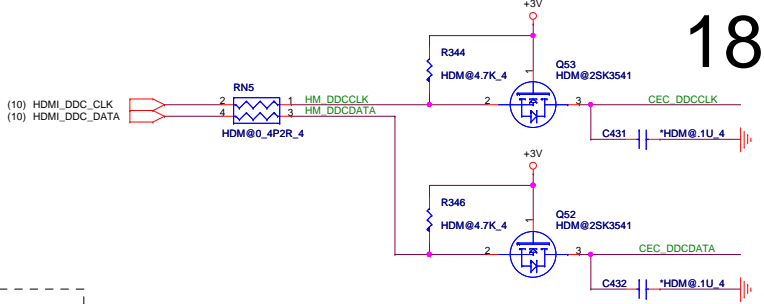 +3V
18
R344
HDM@4.7K_4
1
Q53
HDM@2SK3541
RN5
(10) HDMI_DDC_CLK
2
1
HM_DDCCLK
2
3
CEC_DDCCLK
(10) HDMI_DDC_DATA
4
3
HM_DDCDATA
HDM@0_4P2R_4
C431
*HDM@.1U_4
+3V
R346
HDM@4.7K_4
1
Q52
HDM@2SK3541
2
3
CEC_DDCDATA
C432
*HDM@.1U_4